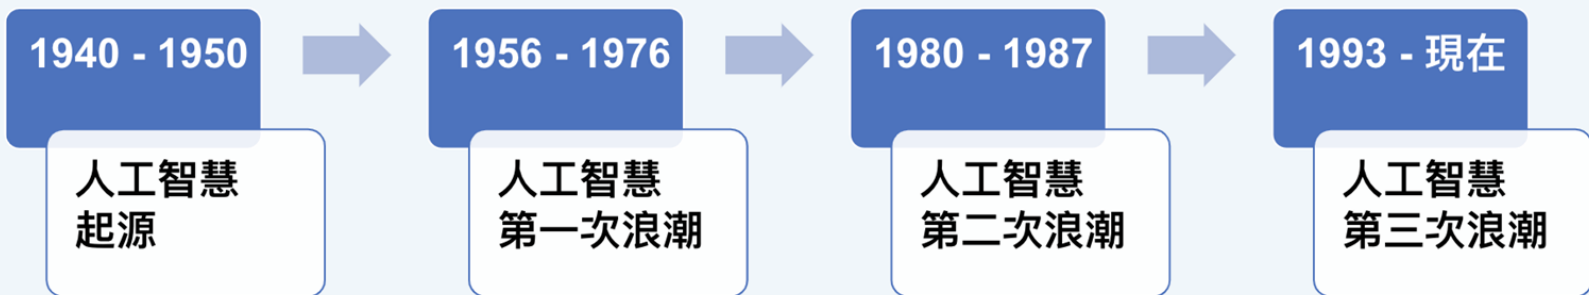 1940 - 1950
人工智慧
起源
1956 - 1976
人工智慧
第一次浪潮
1980 - 1987
人工智慧
第二次浪潮
1993 - 現在
人工智慧
第三次浪潮